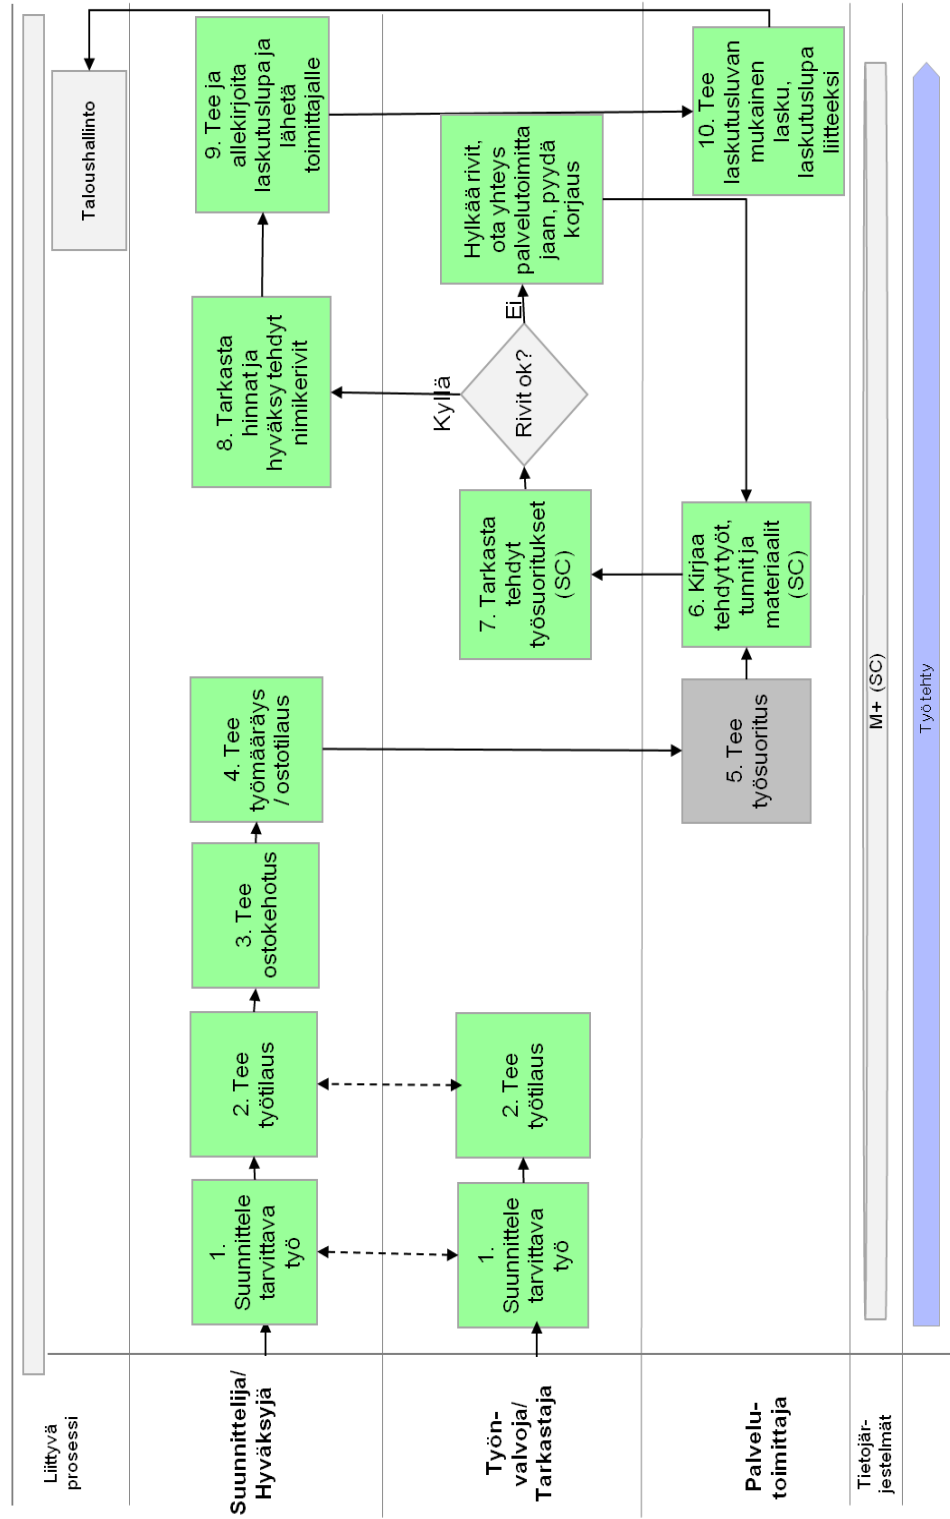 Liittyvä
prosessi
Taloushallinto
Suunnittelija/
Hyväksyjä
1.
Suunnittele
tarvittava
työ
2. Tee
työtilaus
3. Tee
ostokehotus
4. Tee
työmääräys
/ ostotilaus
8. Tarkasta
hinnat ja
hyväksy tehdyt
nimikerivit
9. Tee ja
allekirjoita
laskutuslupa ja
lähetä
toimittajalle
Työn-
valvoja/
Tarkastaja
1.
Suunnittele
tarvittava
työ
2. Tee
työtilaus
7. Tarkasta
tehdyt
työsuoritukset
(SC)
Rivit ok?
Kyllä
Ei
Hylkää rivit,
ota yhteys
palvelutoimitta
jaan, pyydä
korjaus
Palvelu-
toimittaja
5. Tee
työsuoritus
6. Kirjaa
tehdyt työt,
tunnit ja
materiaalit
(SC)
10. Tee
laskutusluvan
mukainen
lasku,
laskutuslupa
liitteeksi
Tietojär-
jestelmät
M+ (SC)
Työ tehty